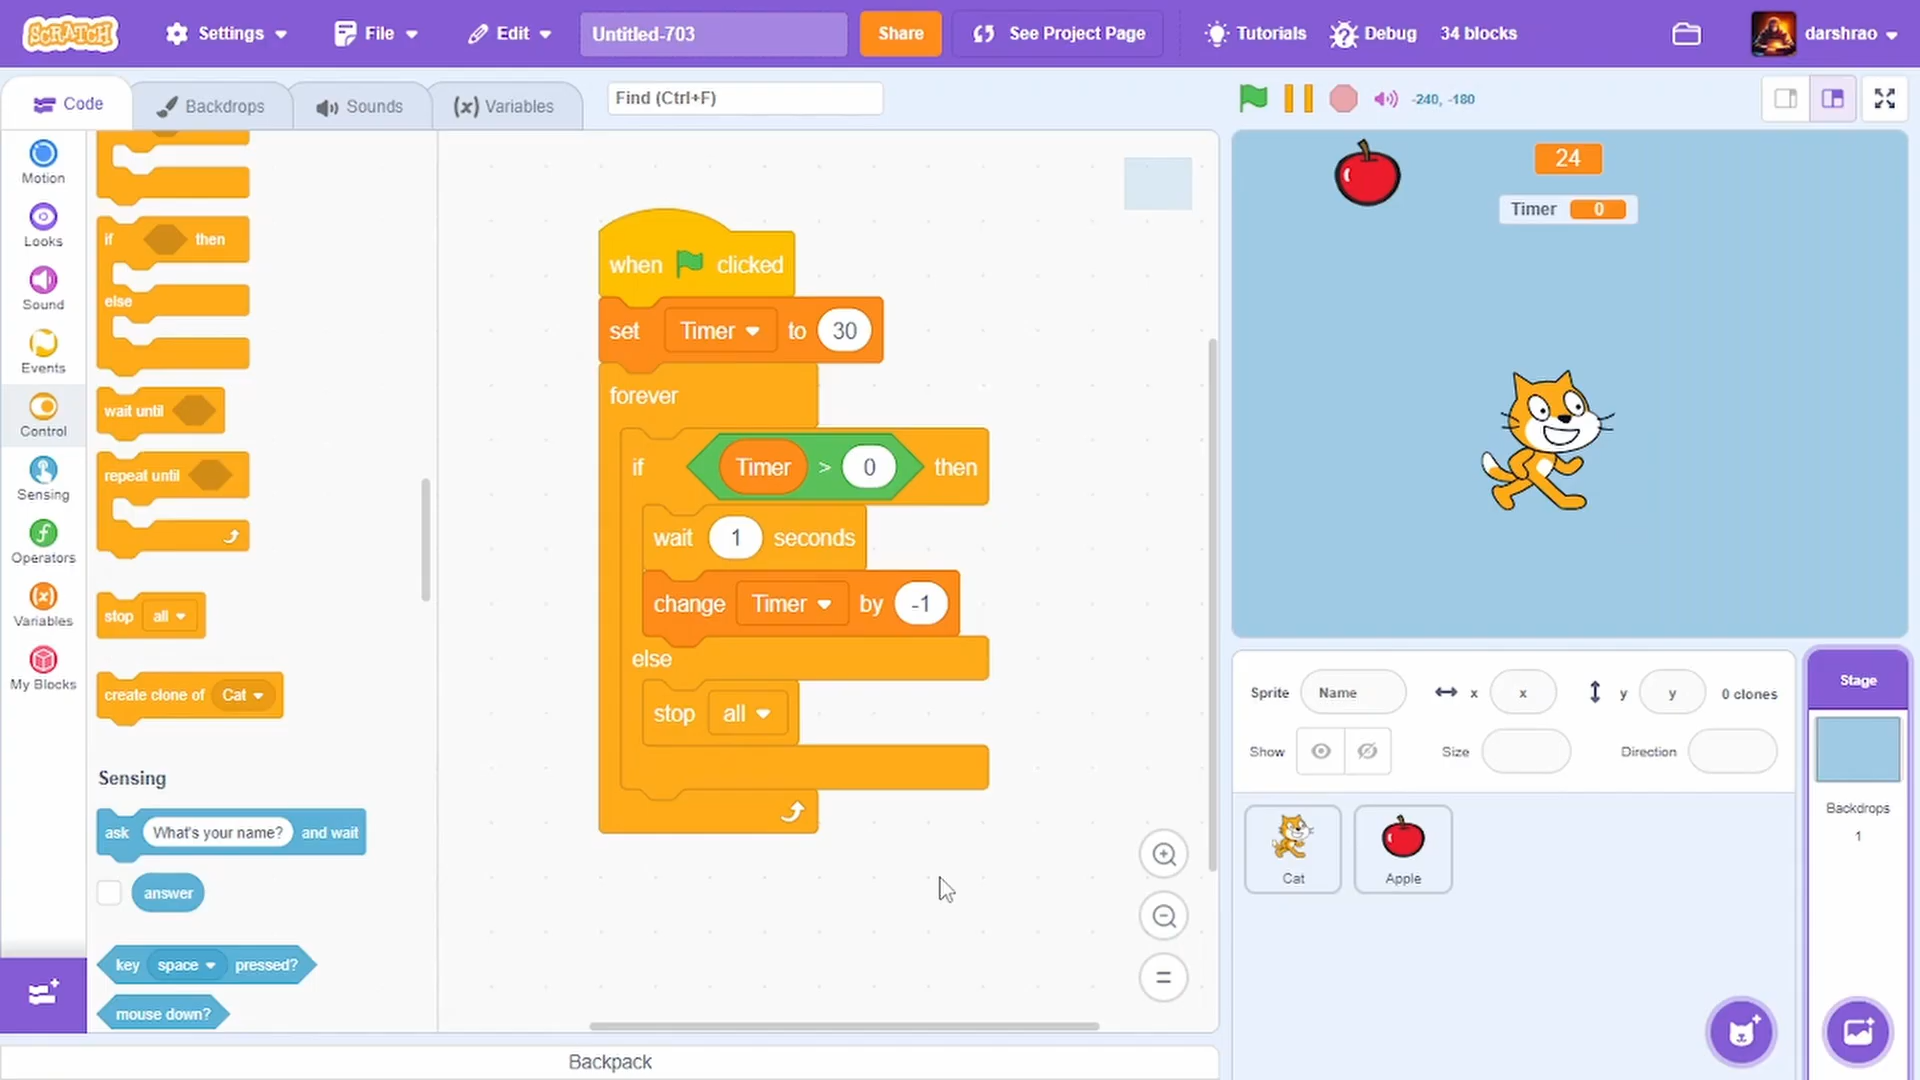 SCRATCH Settings File Edit Untitled-703 Share See Project Page Tutorials Debug 34 blocks darshrao
Code Backdrops Sounds (x) Variables Find (Ctrl+F) -240, -180
Motion
Looks
Sound
Events
Control
Sensing
Operators
Variables
My Blocks
if then
else
wait until
repeat until
stop all
create clone of Cat
Sensing
ask What's your name? and wait
answer
key space pressed?
mouse down?
when clicked
set Timer to 30
forever
if Timer > 0 then
wait 1 seconds
change Timer by -1
else
stop all
Backpack
24
Timer 0
Sprite Name x x y y 0 clones
Show Size Direction
Cat
Apple
Stage
Backdrops
1